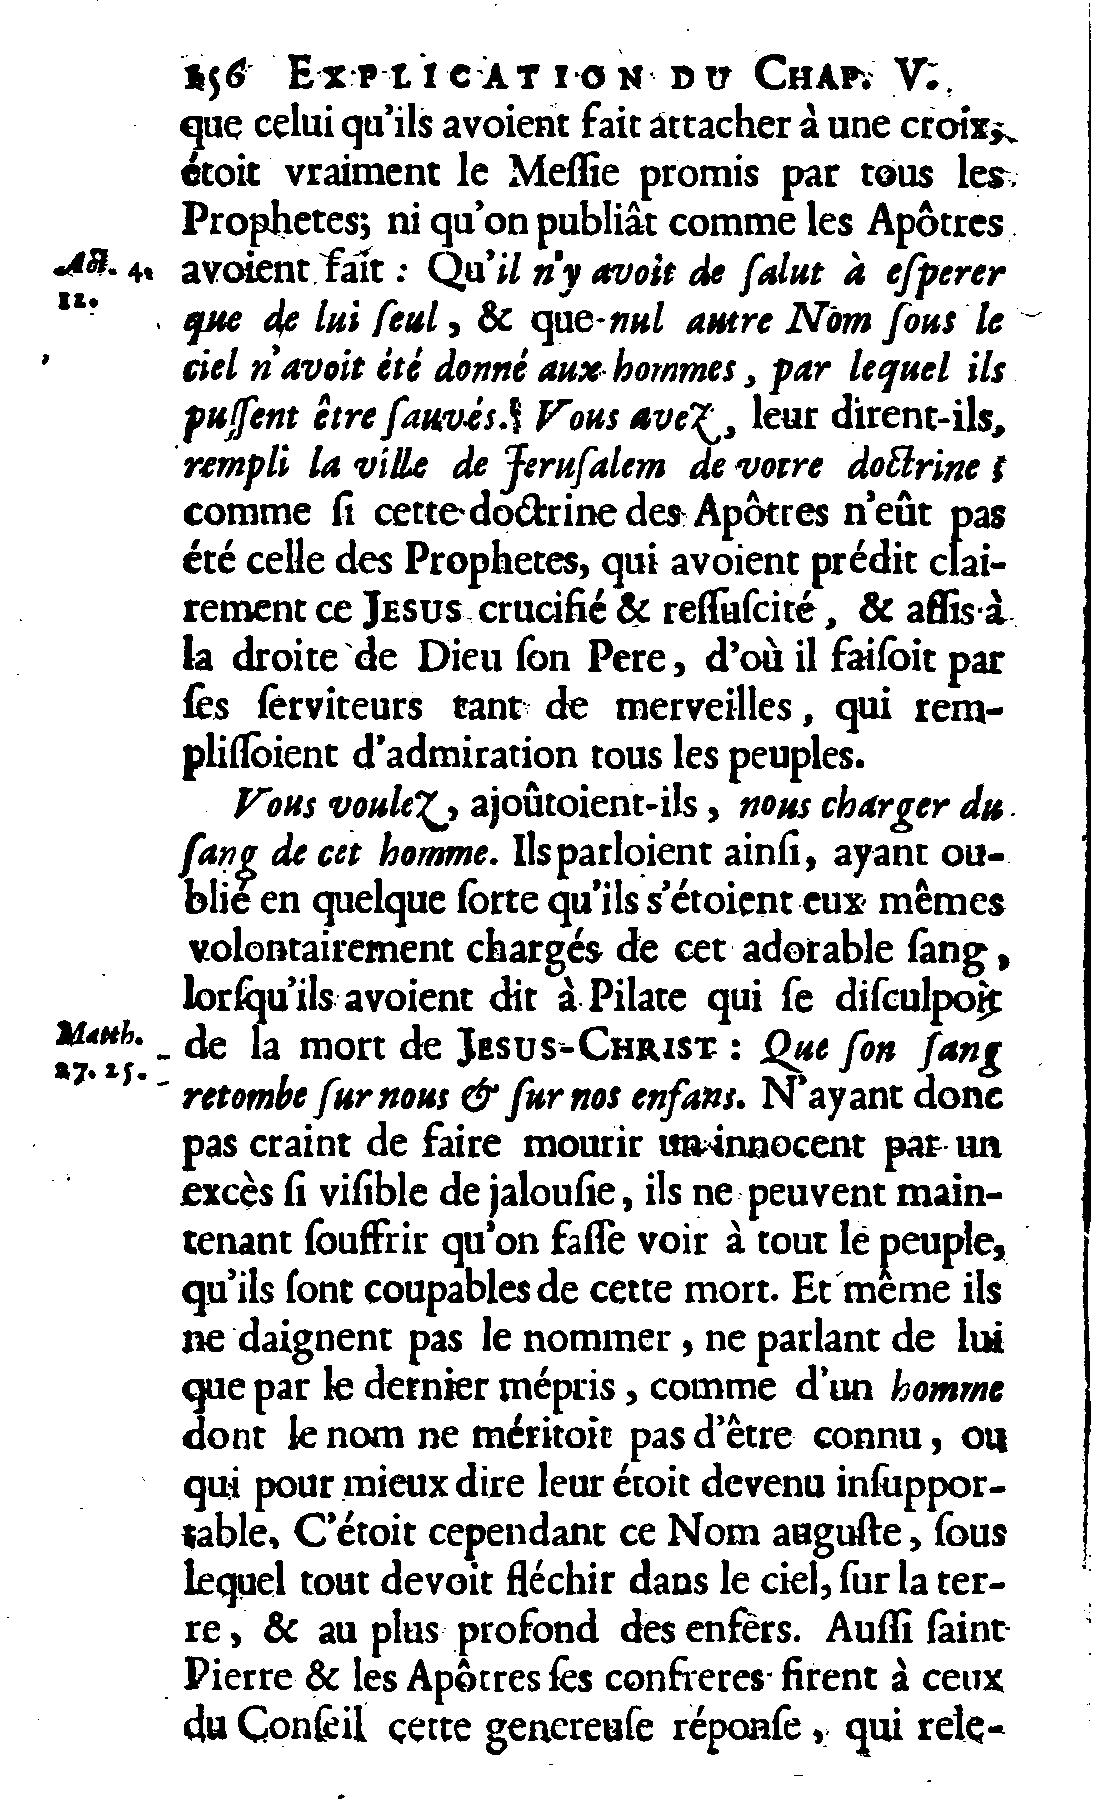 256 EXPLICATION DU CHAP. V.
que celui qu'ils avoient fait attacher à une croix,
étoit vraiment le Meſſie promis par tous les
Prophetes; ni qu'on publiât comme les Apôtres
Act. 4.
12.
avoient fait : Qu'il n'y avoit de ſalut à eſperer
que de lui ſeul, & que nul autre Nom ſous le
ciel n'avoit été donné aux hommes, par lequel ils
puſſent être ſauvés. Vous avez, leur dirent-ils,
rempli la ville de Jeruſalem de votre doctrine :
comme ſi cette doctrine des Apôtres n'eût pas
été celle des Prophetes, qui avoient prédit clai-
rement ce JESUS crucifié & reſſuſcité, & aſſis à
la droite de Dieu ſon Pere, d'où il faiſoit par
ſes ſerviteurs tant de merveilles, qui rem-
pliſſoient d'admiration tous les peuples.
Vous voulez, ajoûtoient-ils, nous charger du
ſang de cet homme. Ils parloient ainſi, ayant ou-
blié en quelque ſorte qu'ils s'étoient eux mêmes
volontairement chargés de cet adorable ſang,
lorſqu'ils avoient dit à Pilate qui ſe diſculpoit
Matth.
27. 25.
de la mort de JESUS-CHRIST : Que ſon ſang
retombe ſur nous & ſur nos enfans. N'ayant donc
pas craint de faire mourir un innocent par un
excès ſi viſible de jalouſie, ils ne peuvent main-
tenant ſouffrir qu'on faſſe voir à tout le peuple,
qu'ils ſont coupables de cette mort. Et même ils
ne daignent pas le nommer, ne parlant de lui
que par le dernier mépris, comme d'un homme
dont le nom ne méritoit pas d'être connu, ou
qui pour mieux dire leur étoit devenu inſuppor-
table. C'étoit cependant ce Nom auguſte, ſous
lequel tout devoit fléchir dans le ciel, ſur la ter-
re, & au plus profond des enfers. Auſſi ſaint
Pierre & les Apôtres ſes confreres firent à ceux
du Conſeil cette genereuſe réponſe, qui rele-